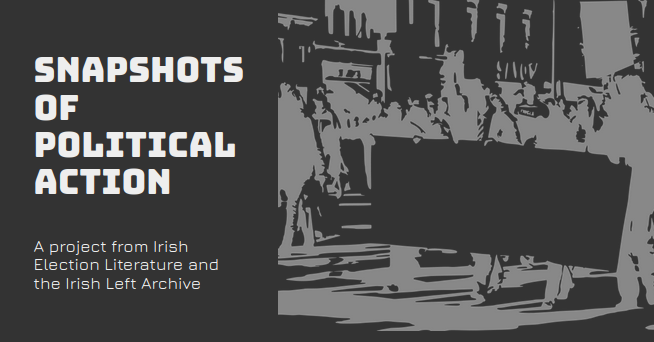 SNAPSHOTS
OF
POLITICAL
ACTION
A project from Irish
Election Literature and
the Irish Left Archive